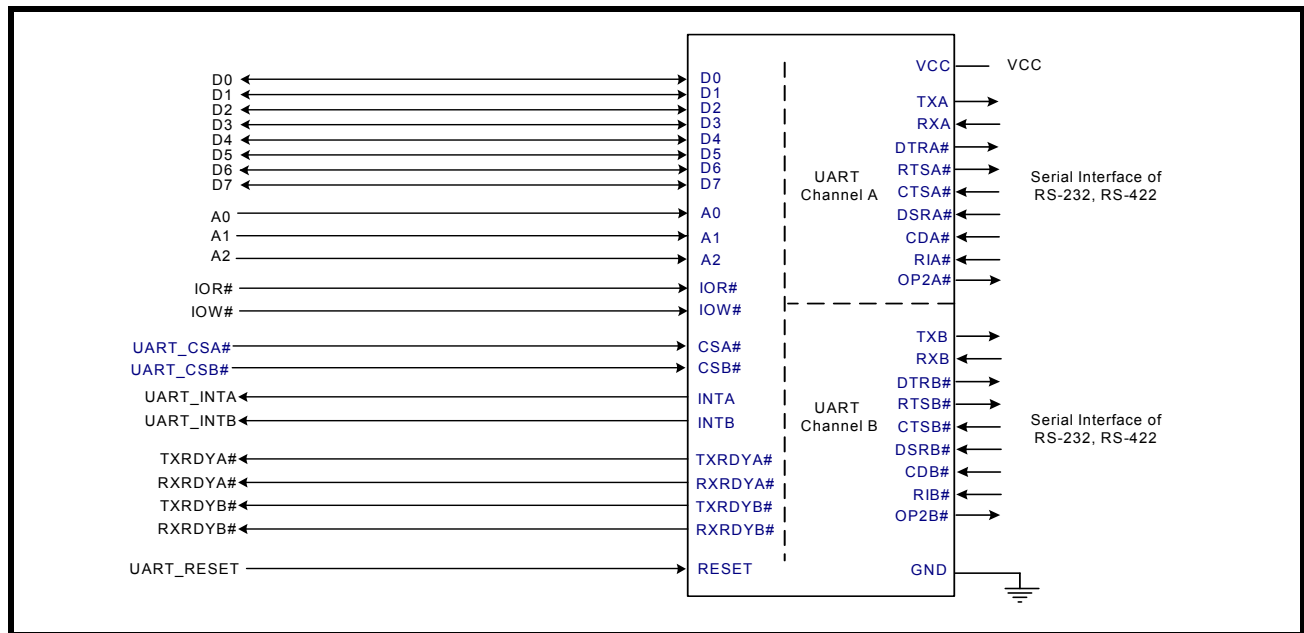 D0
D1
D2
D3
D4
D5
D6
D7
A0
A1
A2
IOR#
IOW#
UART_CSA#
UART_CSB#
UART_INTA
UART_INTB
TXRDYA#
RXRDYA#
TXRDYB#
RXRDYB#
UART_RESET
D0
D1
D2
D3
D4
D5
D6
D7
A0
A1
A2
IOR#
IOW#
CSA#
CSB#
INTA
INTB
TXRDYA#
RXRDYA#
TXRDYB#
RXRDYB#
RESET
UART
Channel A
UART
Channel B
VCC
TXA
RXA
DTRA#
RTSA#
CTSA#
DSRA#
CDA#
RIA#
OP2A#
TXB
RXB
DTRB#
RTSB#
CTSB#
DSRB#
CDB#
RIB#
OP2B#
GND
VCC
Serial Interface of
RS-232, RS-422
Serial Interface of
RS-232, RS-422